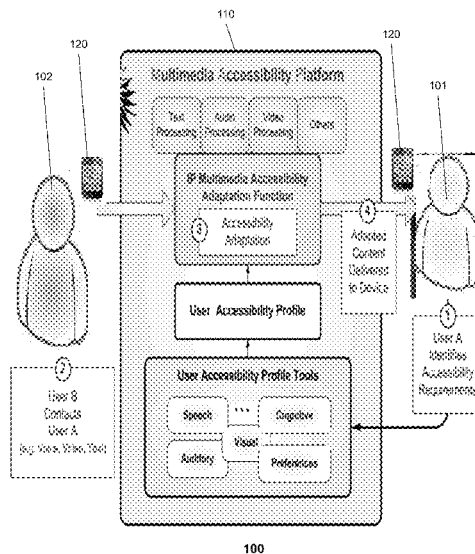 110
120
120
102
101
Multimedia Accessibility Platform
Text
Processing
Audio
Processing
Video
Processing
Others
IP Multimedia Accessibility
Adaptation Function
3
Accessibility
Adaptation
4
Adapted
Content
Delivered
to Device
User Accessibility Profile
1
User A
Identifies
Accessibility
Requirements
2
User B
Contacts
User A
(e.g. Voice, Video, Text)
User Accessibility Profile Tools
Speech
...
Cognitive
Visual
Auditory
Preferences
100